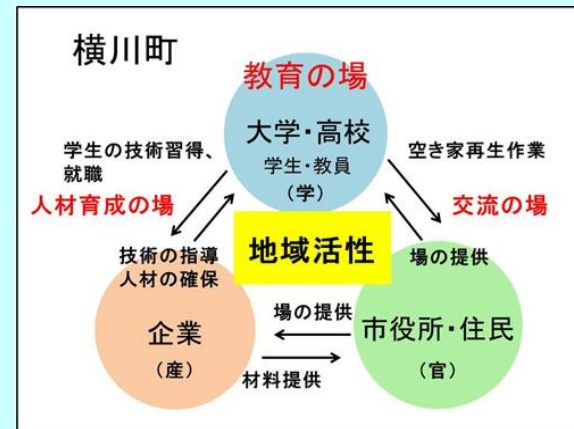 横川町
教育の場
大学・高校
学生・教員
（学）
学生の技術習得、
就職
人材育成の場
空き家再生作業
交流の場
地域活性
技術の指導
人材の確保
場の提供
企業
（産）
場の提供
材料提供
市役所・住民
（官）